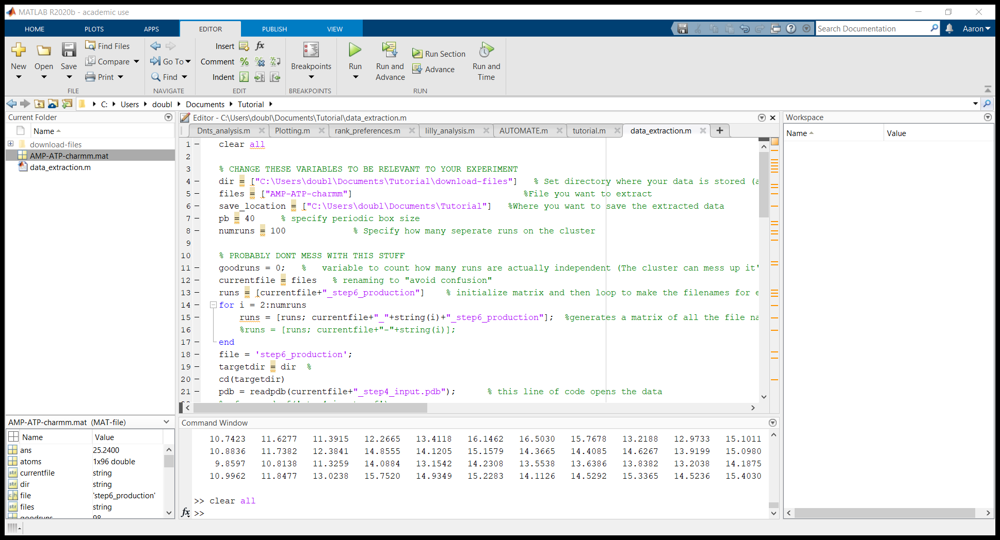 MATLAB R2020b - academic use
HOME PLOTS APPS EDITOR PUBLISH VIEW Search Documentation Aaron
New Open Save Find Files Compare Print FILE
Go To Find NAVIGATE
Insert fx Comment Indent EDIT
Breakpoints BREAKPOINTS
Run Run and Advance Run Section Advance Run and Time RUN
C: Users doubl Documents Tutorial
Current Folder
Name
download-files
AMP-ATP-charmm.mat
data_extraction.m
Editor - C:\Users\doubl\Documents\Tutorial\data_extraction.m
Dnts_analysis.m Plotting.m rank_preferences.m lilly_analysis.m AUTOMATE.m tutorial.m data_extraction.m
1 clear all
2
3 % CHANGE THESE VARIABLES TO BE RELEVANT TO YOUR EXPERIMENT
4 dir = ["C:\Users\doubl\Documents\Tutorial\download-files"] % Set directory where your data is stored (a
5 files = ["AMP-ATP-charmm"] %File you want to extract
6 save_location = ["C:\Users\doubl\Documents\Tutorial"] %Where you want to save the extracted data
7 pb = 40 % specify periodic box size
8 numruns = 100 % Specify how many seperate runs on the cluster
9
10 % PROBABLY DONT MESS WITH THIS STUFF
11 goodruns = 0; % variable to count how many runs are actually independent (The cluster can mess up it'
12 currentfile = files % renaming to "avoid confusion"
13 runs = [currentfile+"_step6_production"] % initialize matrix and then loop to make the filenames for e
14 for i = 2:numruns
15 runs = [runs; currentfile+"_"+string(i)+"_step6_production"]; %generates a matrix of all the file na
16 %runs = [runs; currentfile+"-"+string(i)];
17 end
18 file = 'step6_production';
19 targetdir = dir %
20 cd(targetdir)
21 pdb = readpdb(currentfile+"_step4_input.pdb"); % this line of code opens the data
Workspace
Name Value
AMP-ATP-charmm.mat (MAT-file)
Name Value
ans 25.2400
atoms 1x96 double
currentfile string
dir string
file 'step6_production'
files string
goodruns 98
Command Window
10.7423 11.6277 11.3915 12.2665 13.4118 16.1462 16.5030 15.7678 13.2188 12.9733 15.1011
10.8836 11.7382 12.3841 14.8555 14.1205 15.1579 14.3665 14.4085 14.6267 13.9199 15.0980
9.8597 10.8138 11.3259 14.0884 13.1542 14.2308 13.5538 13.6386 13.8382 13.2038 14.1875
10.9962 11.8477 13.0238 15.7520 14.9349 15.2283 14.1126 14.5292 15.3365 14.5236 15.4030
>> clear all
fx >>